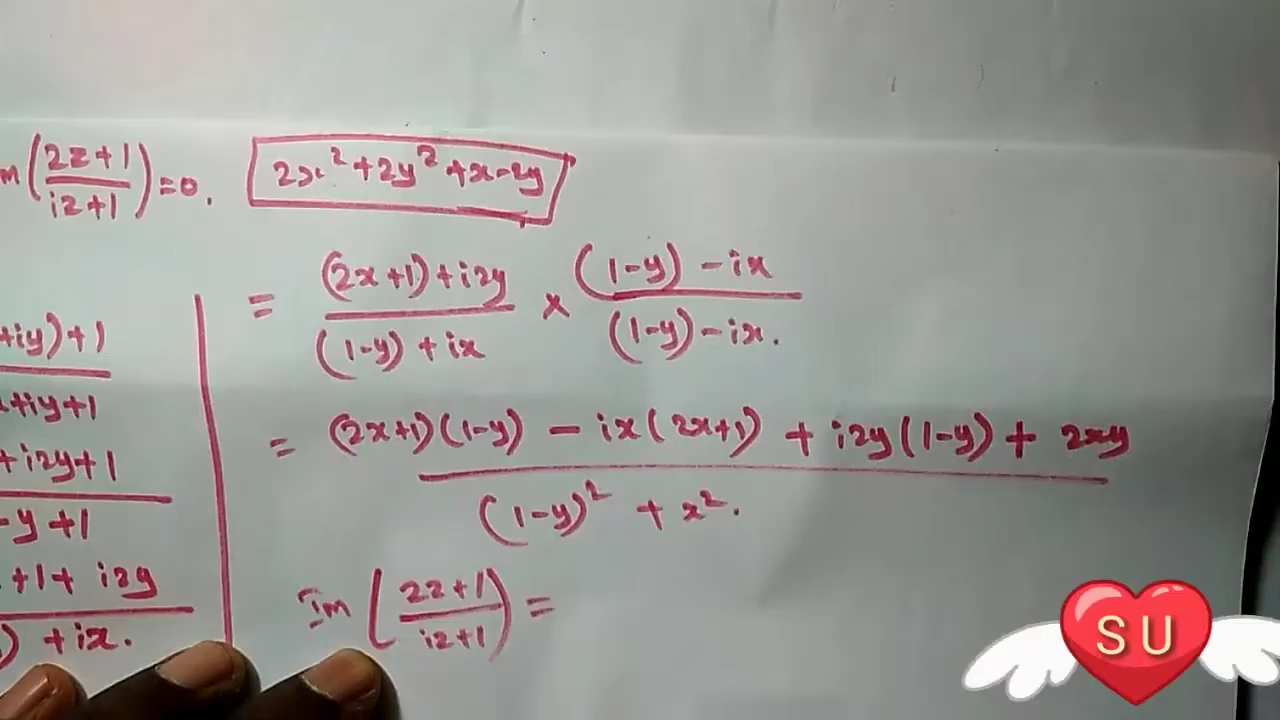 m(2z+1/iz+1)=0. 2x²+2y²+x-2y
+iy)+1
+iy+1
+i2y+1
-y+1
+1+ i2y
) +ix.
= (2x+1)+i2y/(1-y)+ix × (1-y)-ix/(1-y)-ix.
= (2x+1)(1-y) - ix(2x+1) + i2y(1-y) + 2xy
(1-y)² + x².
Im(2z+1/iz+1) =
SU